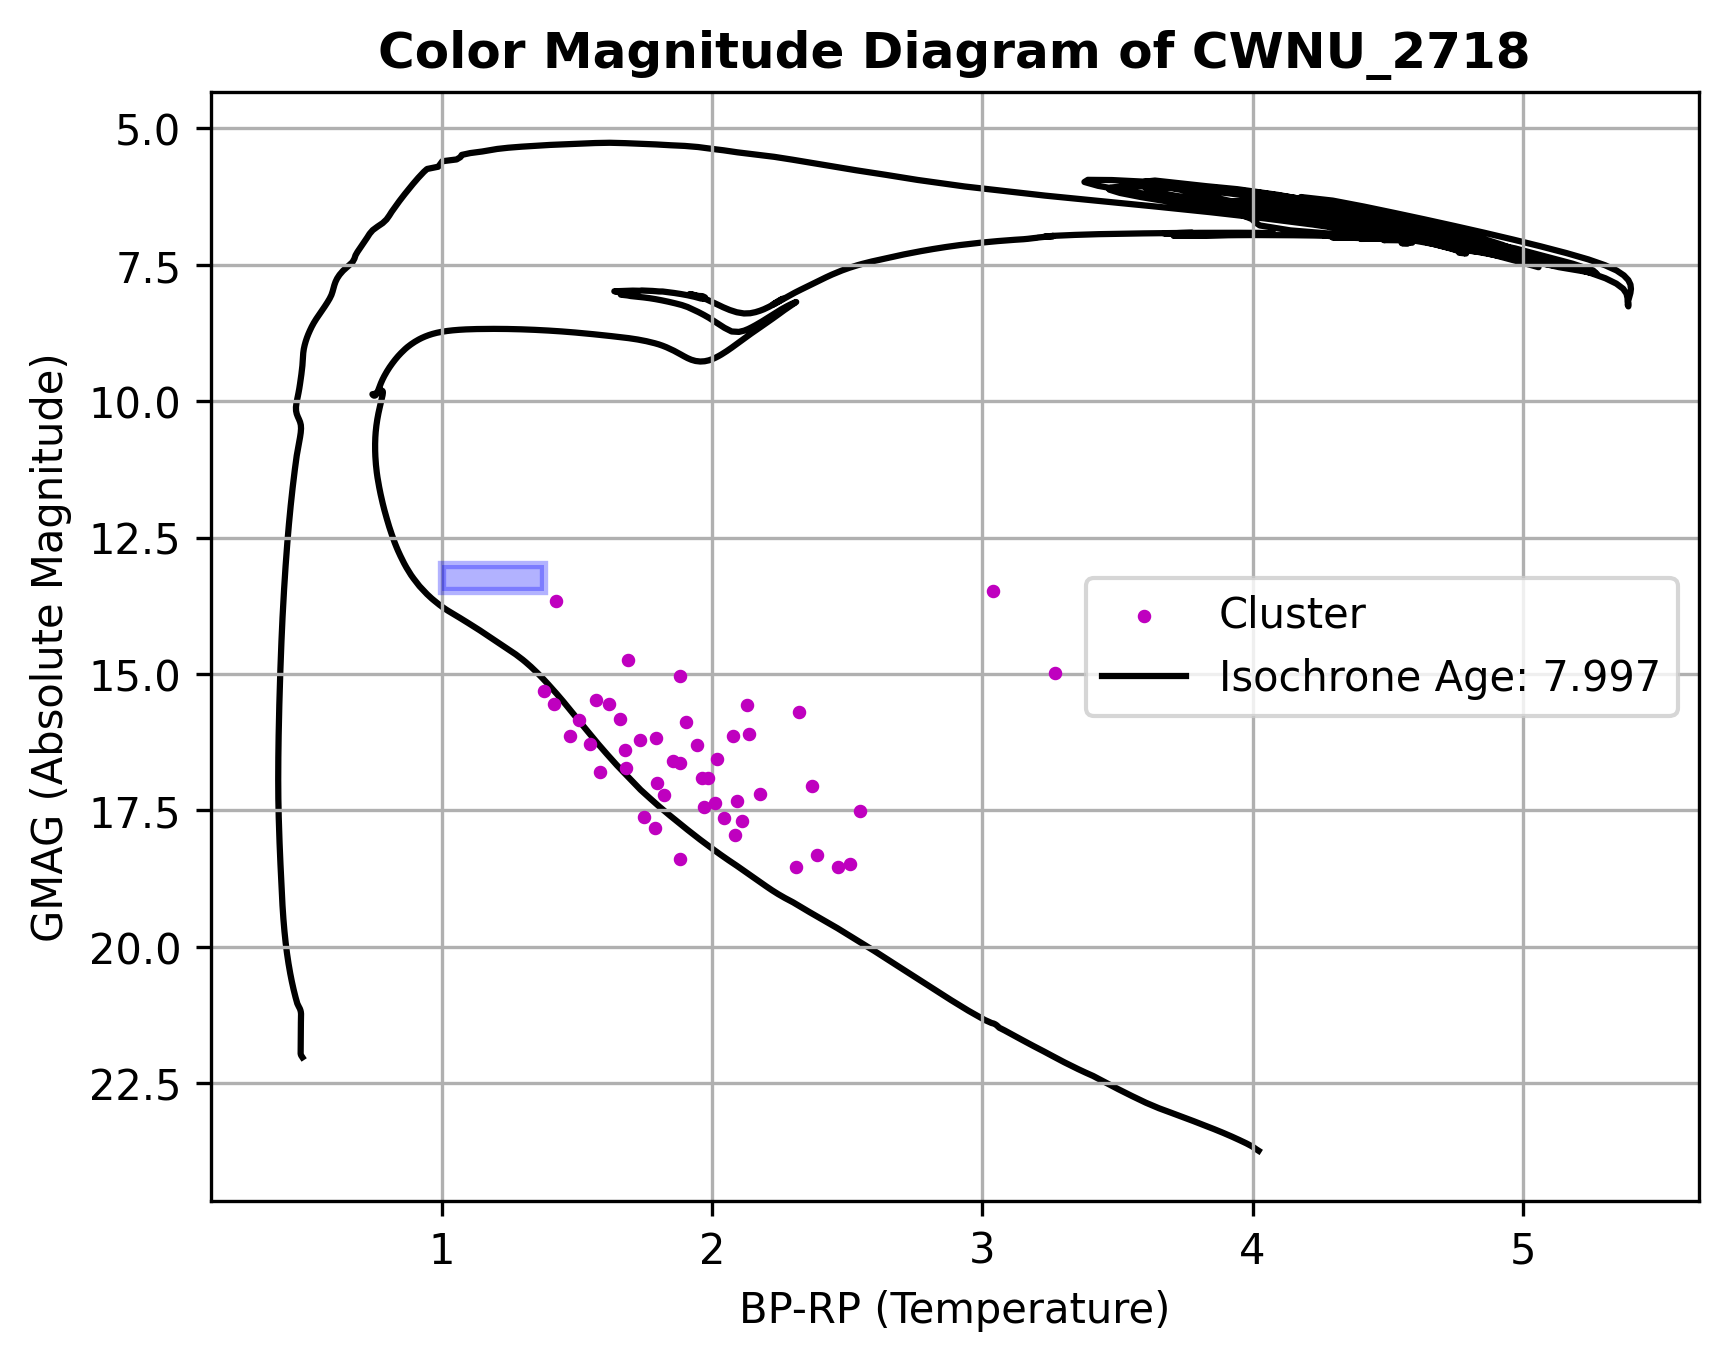 Color Magnitude Diagram of CWNU_2718
GMAG (Absolute Magnitude)
5.0
7.5
10.0
12.5
15.0
17.5
20.0
22.5
Cluster
Isochrone Age: 7.997
1 2 3 4 5
BP-RP (Temperature)